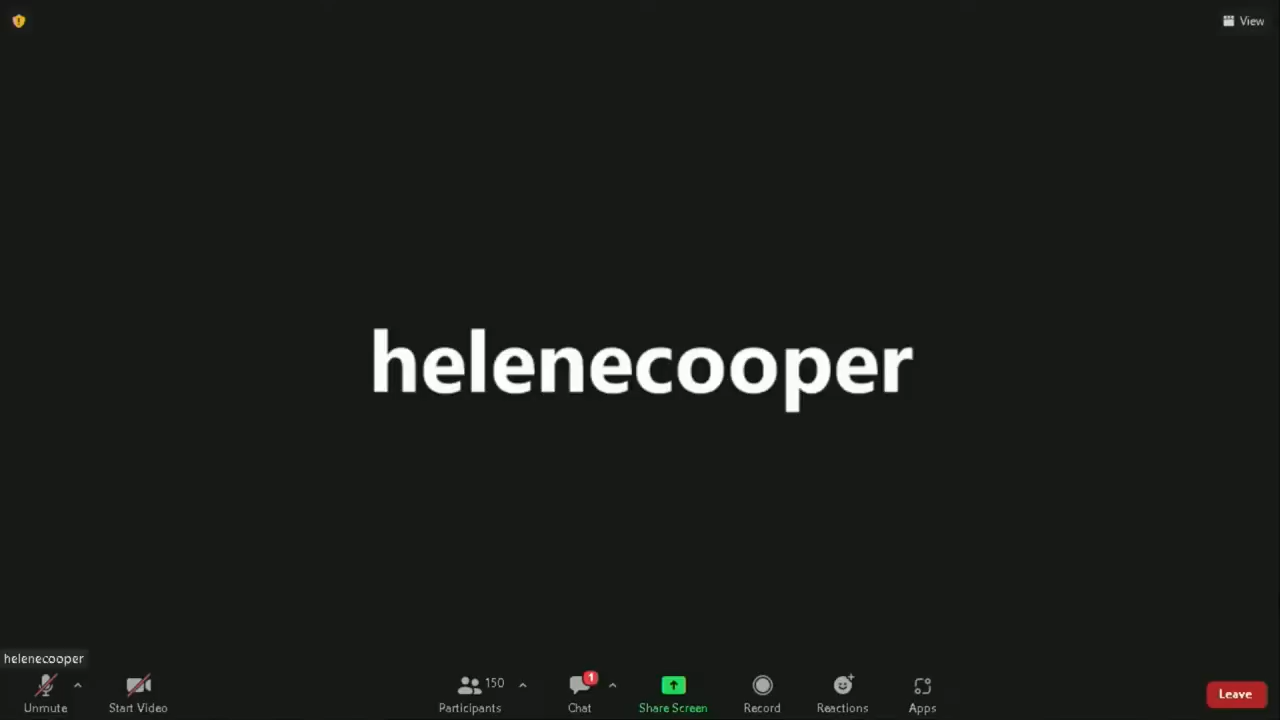 View
helenecooper
helenecooper
150
1
Unmute
Start Video
Participants
Chat
Share Screen
Record
Reactions
Apps
Leave